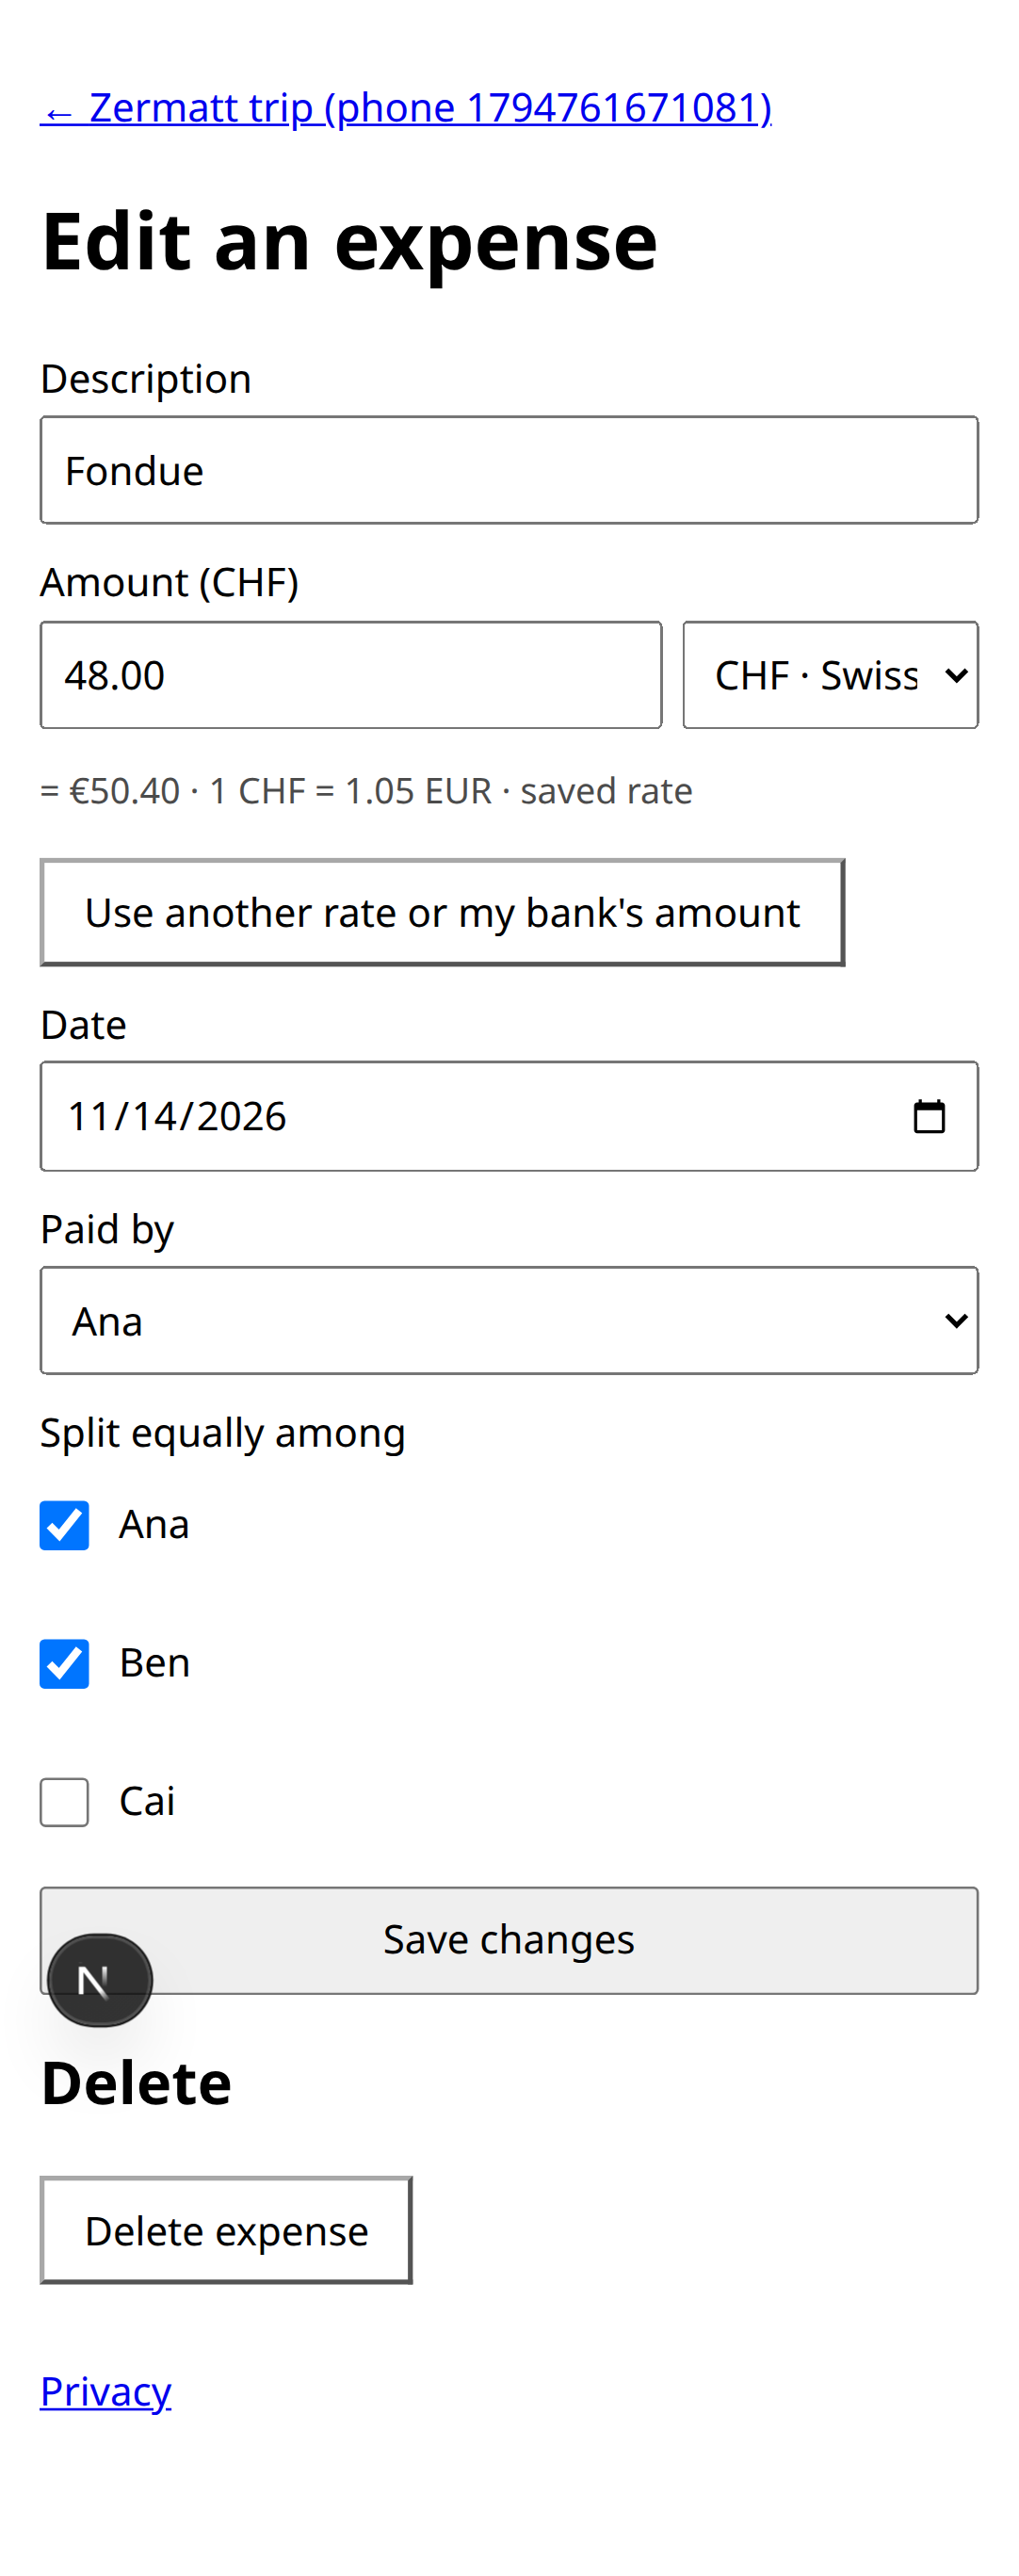 ← Zermatt trip (phone 1794761671081)
Edit an expense
Description
Fondue
Amount (CHF)
48.00
CHF · Swiss
= €50.40 · 1 CHF = 1.05 EUR · saved rate
Use another rate or my bank's amount
Date
11/14/2026
Paid by
Ana
Split equally among
Ana
Ben
Cai
Save changes
N
Delete
Delete expense
Privacy